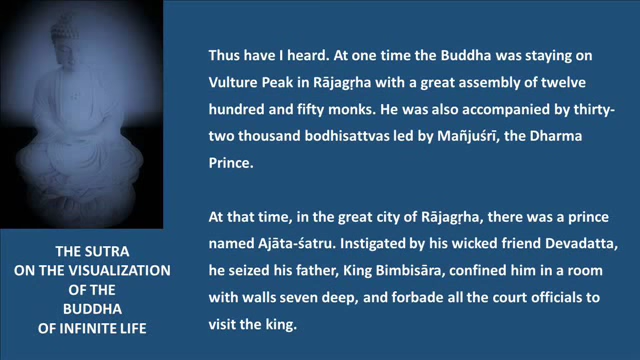 Thus have I heard. At one time the Buddha was staying on
Vulture Peak in Rājagṛha with a great assembly of twelve
hundred and fifty monks. He was also accompanied by thirty-
two thousand bodhisattvas led by Mañjuśrī, the Dharma
Prince.
At that time, in the great city of Rājagṛha, there was a prince
named Ajāta-śatru. Instigated by his wicked friend Devadatta,
he seized his father, King Bimbisāra, confined him in a room
with walls seven deep, and forbade all the court officials to
visit the king.
THE SUTRA
ON THE VISUALIZATION
OF THE
BUDDHA
OF INFINITE LIFE